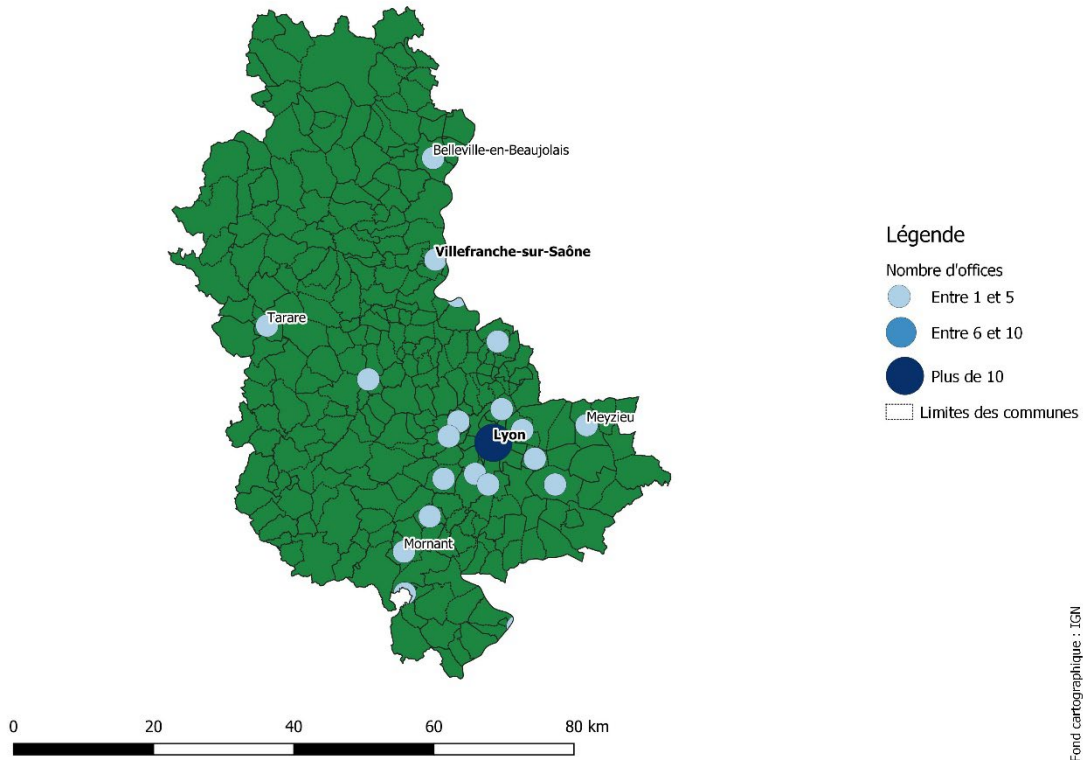 Belleville-en-Beaujolais
Villefranche-sur-Saône
Tarare
Meyzieu
Lyon
Mornant
Légende
Nombre d'offices
Entre 1 et 5
Entre 6 et 10
Plus de 10
Limites des communes
0 20 40 60 80 km
Fond cartographique : IGN